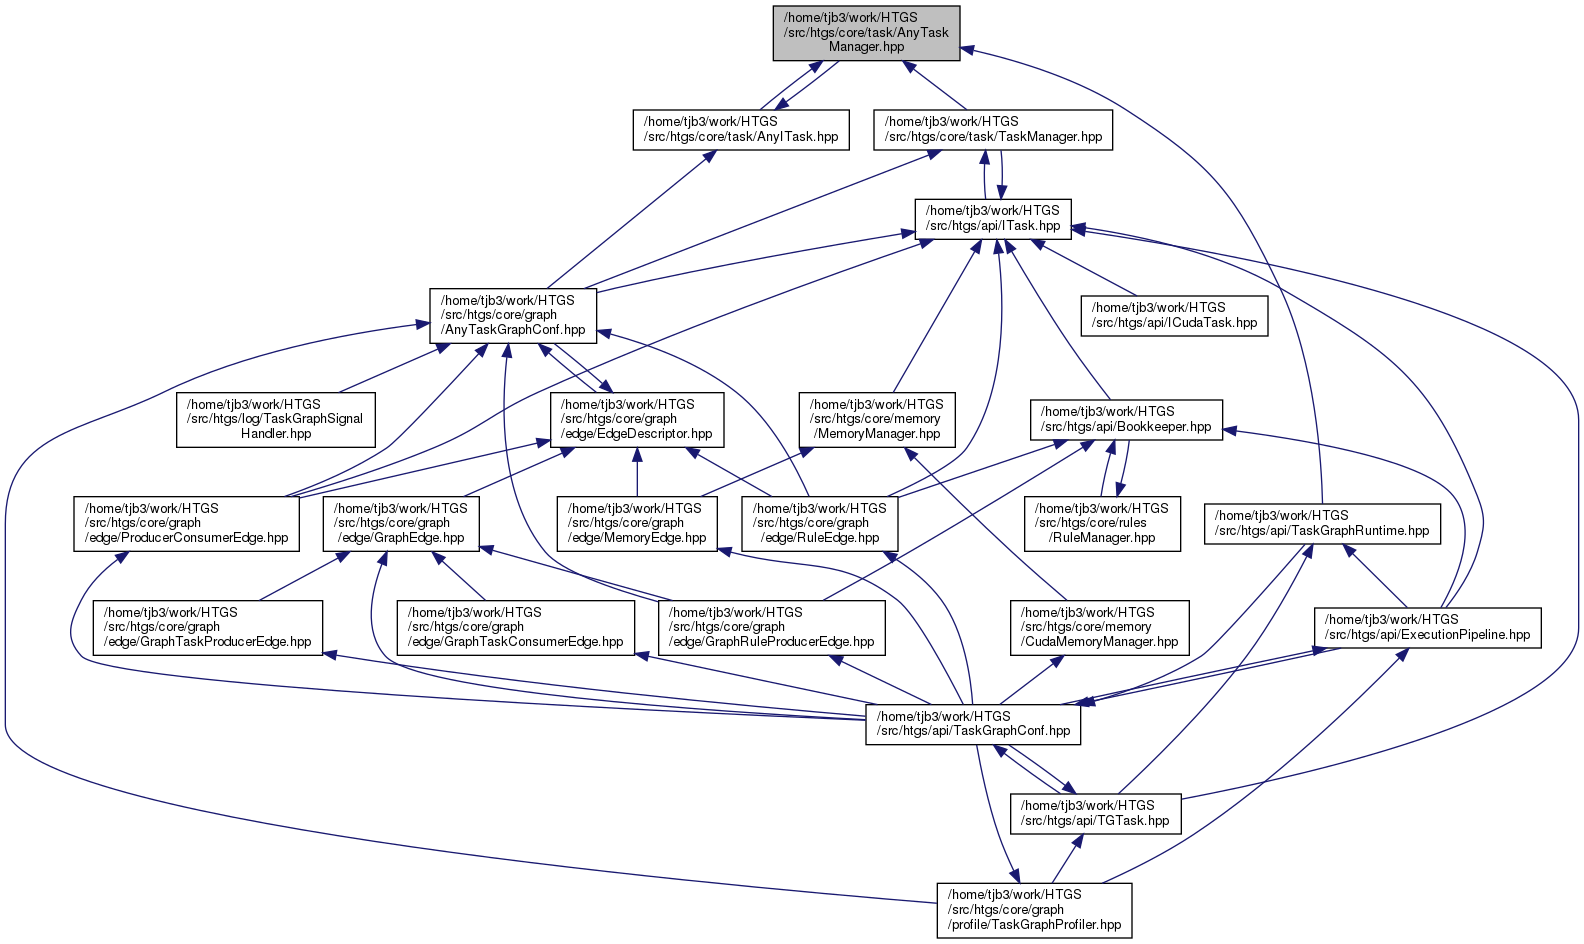 /home/tjb3/work/HTGS
/src/htgs/core/task/AnyTask
Manager.hpp
/home/tjb3/work/HTGS
/src/htgs/core/task/AnyITask.hpp
/home/tjb3/work/HTGS
/src/htgs/core/task/TaskManager.hpp
/home/tjb3/work/HTGS
/src/htgs/api/ITask.hpp
/home/tjb3/work/HTGS
/src/htgs/core/graph
/AnyTaskGraphConf.hpp
/home/tjb3/work/HTGS
/src/htgs/api/ICudaTask.hpp
/home/tjb3/work/HTGS
/src/htgs/log/TaskGraphSignal
Handler.hpp
/home/tjb3/work/HTGS
/src/htgs/core/graph
/edge/EdgeDescriptor.hpp
/home/tjb3/work/HTGS
/src/htgs/core/memory
/MemoryManager.hpp
/home/tjb3/work/HTGS
/src/htgs/api/Bookkeeper.hpp
/home/tjb3/work/HTGS
/src/htgs/core/graph
/edge/ProducerConsumerEdge.hpp
/home/tjb3/work/HTGS
/src/htgs/core/graph
/edge/GraphEdge.hpp
/home/tjb3/work/HTGS
/src/htgs/core/graph
/edge/MemoryEdge.hpp
/home/tjb3/work/HTGS
/src/htgs/core/graph
/edge/RuleEdge.hpp
/home/tjb3/work/HTGS
/src/htgs/core/rules
/RuleManager.hpp
/home/tjb3/work/HTGS
/src/htgs/api/TaskGraphRuntime.hpp
/home/tjb3/work/HTGS
/src/htgs/core/graph
/edge/GraphTaskProducerEdge.hpp
/home/tjb3/work/HTGS
/src/htgs/core/graph
/edge/GraphTaskConsumerEdge.hpp
/home/tjb3/work/HTGS
/src/htgs/core/graph
/edge/GraphRuleProducerEdge.hpp
/home/tjb3/work/HTGS
/src/htgs/core/memory
/CudaMemoryManager.hpp
/home/tjb3/work/HTGS
/src/htgs/api/ExecutionPipeline.hpp
/home/tjb3/work/HTGS
/src/htgs/api/TaskGraphConf.hpp
/home/tjb3/work/HTGS
/src/htgs/api/TGTask.hpp
/home/tjb3/work/HTGS
/src/htgs/core/graph
/profile/TaskGraphProfiler.hpp